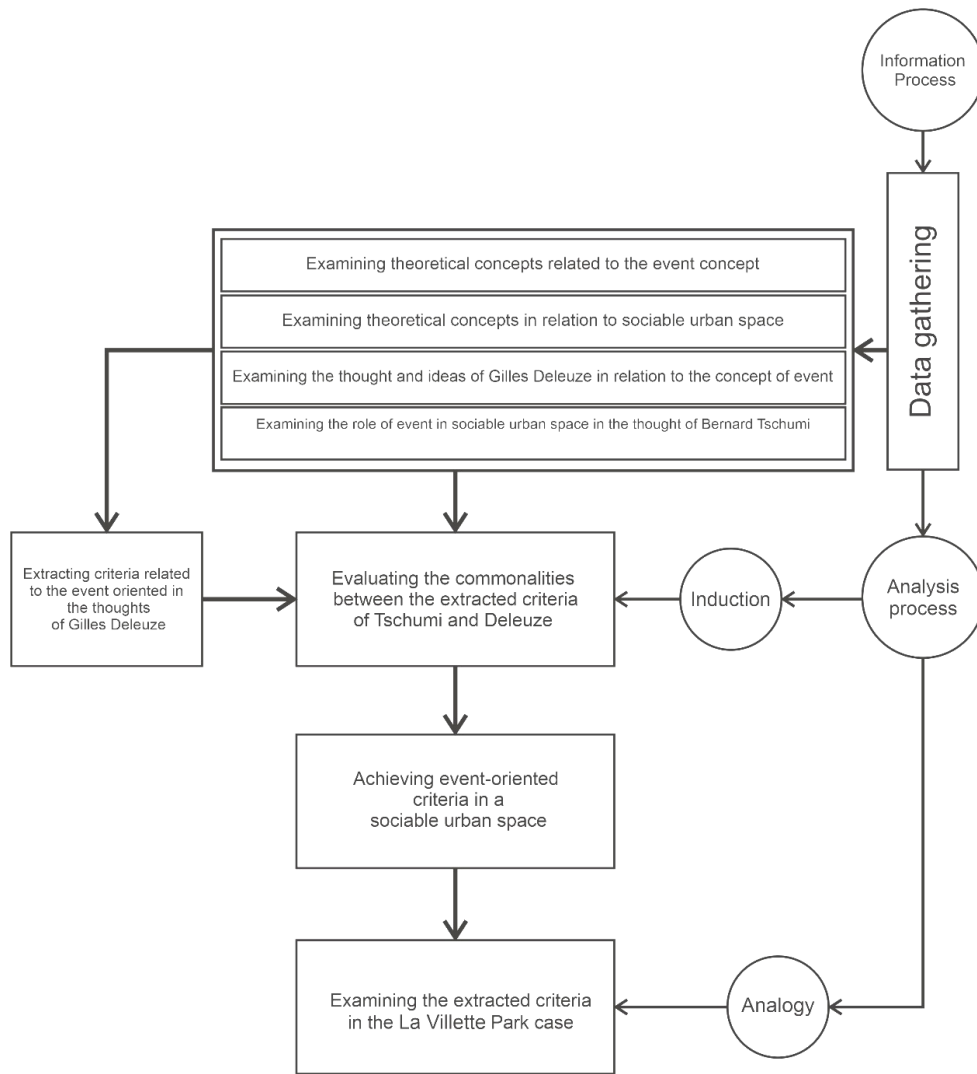 Information
Process
Data gathering
Examining theoretical concepts related to the event concept
Examining theoretical concepts in relation to sociable urban space
Examining the thought and ideas of Gilles Deleuze in relation to the concept of event
Examining the role of event in sociable urban space in the thought of Bernard Tschumi
Extracting criteria related
to the event oriented in
the thoughts
of Gilles Deleuze
Evaluating the commonalities
between the extracted criteria
of Tschumi and Deleuze
Induction
Analysis
process
Achieving event-oriented
criteria in a
sociable urban space
Examining the extracted criteria
in the La Villette Park case
Analogy